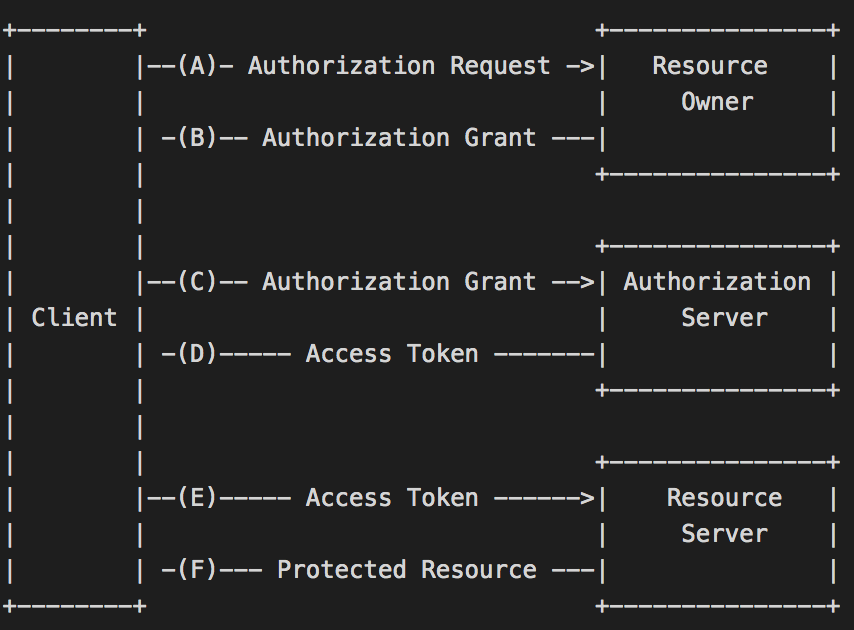 +--------+                               +---------------+
|        |--(A)- Authorization Request ->|   Resource    |
|        |                               |     Owner     |
|        | -(B)-- Authorization Grant ---|               |
|        |                               +---------------+
|        |
|        |                               +---------------+
|        |--(C)-- Authorization Grant -->| Authorization |
| Client |                               |     Server    |
|        | -(D)----- Access Token -------|               |
|        |                               +---------------+
|        |
|        |                               +---------------+
|        |--(E)----- Access Token ------>|    Resource   |
|        |                               |     Server    |
|        | -(F)--- Protected Resource ---|               |
+--------+                               +---------------+